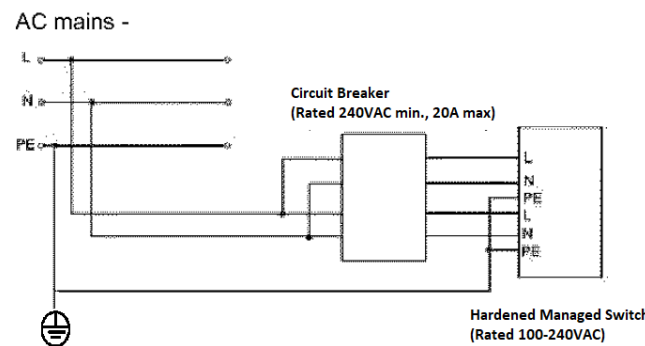 AC mains -
L
N
PE
Circuit Breaker
(Rated 240VAC min., 20A max)
L
N
PE
L
N
PE
Hardened Managed Switch
(Rated 100-240VAC)